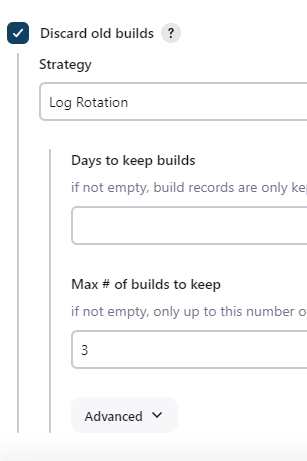 Discard old builds ?
Strategy
Log Rotation
Days to keep builds
if not empty, build records are only
Max # of builds to keep
if not empty, only up to this number
3
Advanced